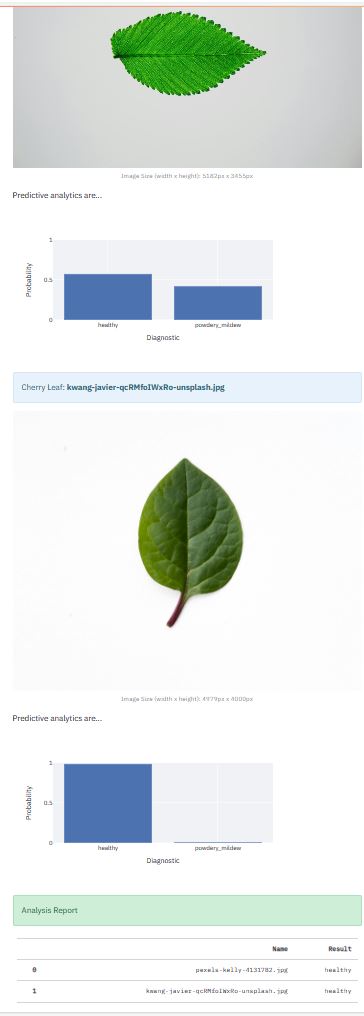 Image Size (width x height): 5182px x 3455px
Predictive analytics are...
1
0.5
0
Probability
healthy powdery_mildew
Diagnostic
Cherry Leaf: kwang-javier-qcRMfoIWxRo-unsplash.jpg
Image Size (width x height): 4979px x 4000px
Predictive analytics are...
1
0.5
0
Probability
healthy powdery_mildew
Diagnostic
Analysis Report
Name Result
0 pexels-kelly-4131782.jpg healthy
1 kwang-javier-qcRMfoIWxRo-unsplash.jpg healthy